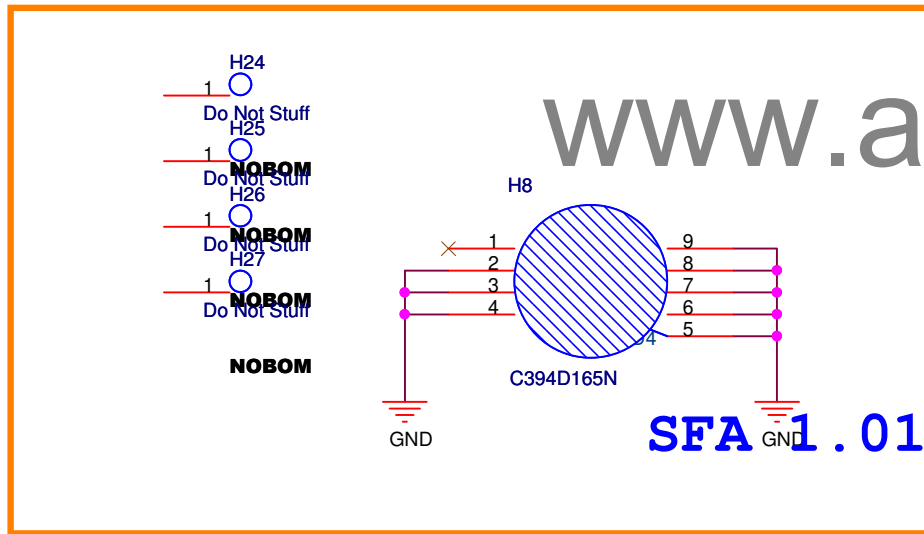 H24
1
Do Not Stuff
H25
1
NOBOM
Do Not Stuff
H26
1
NOBOM
Do Not Stuff
H27
1
NOBOM
Do Not Stuff
NOBOM
www.a
H8
1
2
3
4
9
8
7
6
5
C394D165N
GND
GND
SFA 1.01